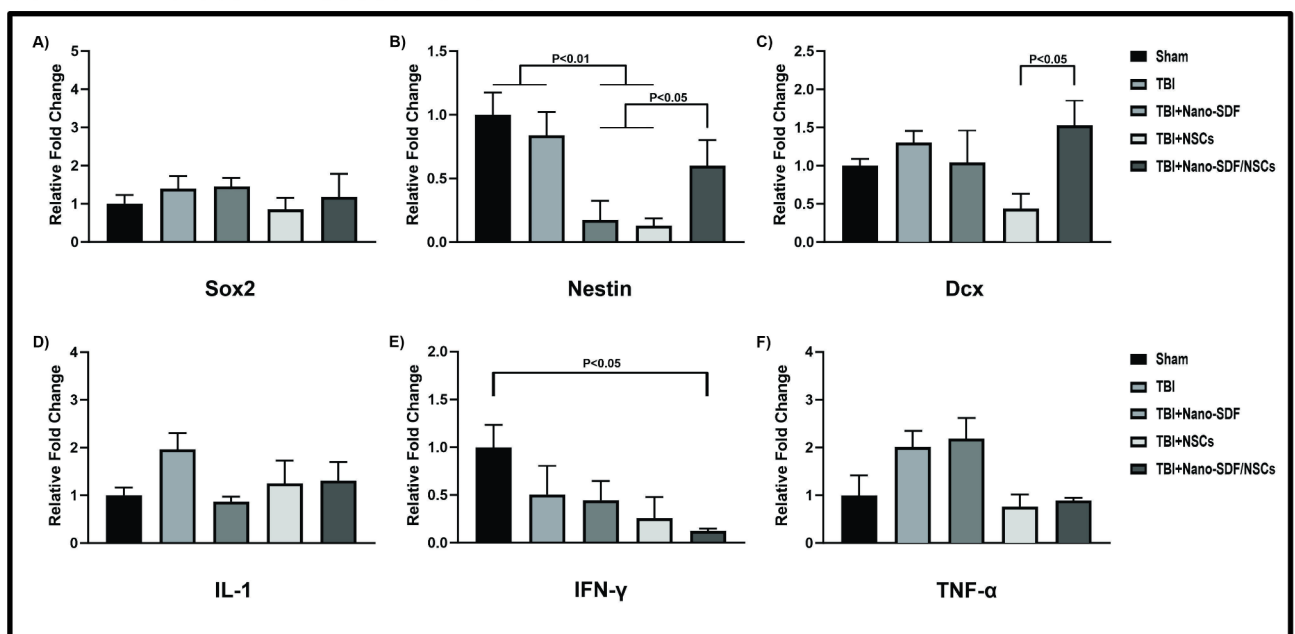 A)
Relative Fold Change
5
4
3
2
1
0
Sox2
B)
Relative Fold Change
1.5
1.0
0.5
0.0
P<0.01
P<0.05
Nestin
C)
Relative Fold Change
2.5
2.0
1.5
1.0
0.5
0.0
P<0.05
Dcx
Sham
TBI
TBI+Nano-SDF
TBI+NSCs
TBI+Nano-SDF/NSCs
D)
Relative Fold Change
4
3
2
1
0
IL-1
E)
Relative Fold Change
2.0
1.5
1.0
0.5
0.0
P<0.05
IFN-γ
F)
Relative Fold Change
4
3
2
1
0
TNF-α
Sham
TBI
TBI+Nano-SDF
TBI+NSCs
TBI+Nano-SDF/NSCs